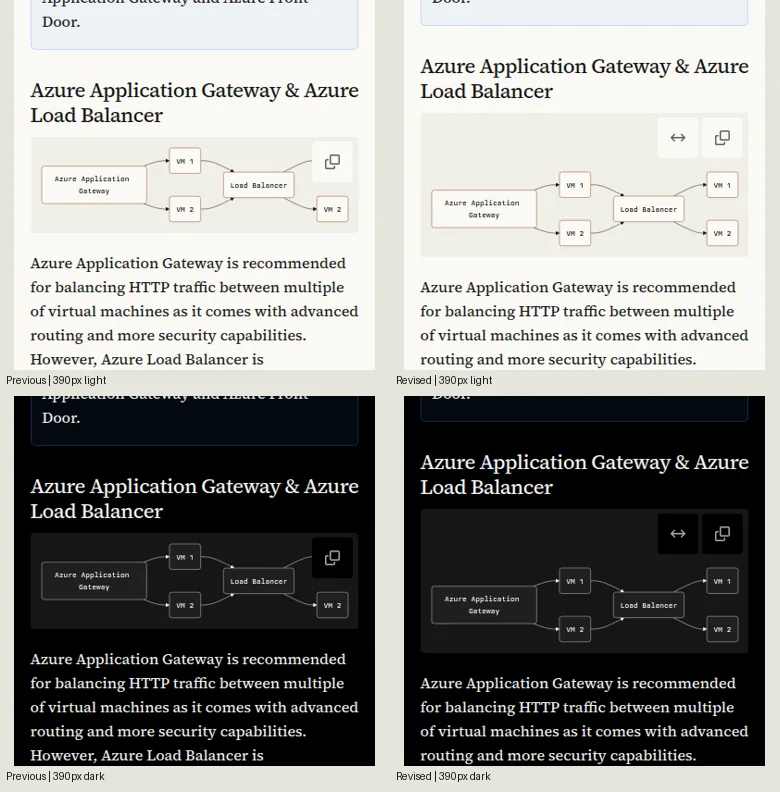 Application Gateway and Azure Front
Door.
Azure Application Gateway & Azure
Load Balancer
Azure Application
Gateway
VM 1
VM 2
Load Balancer
VM 2
Azure Application Gateway is recommended
for balancing HTTP traffic between multiple
of virtual machines as it comes with advanced
routing and more security capabilities.
However, Azure Load Balancer is
Previous | 390px light
Door.
Azure Application Gateway & Azure
Load Balancer
Azure Application
Gateway
VM 1
VM 2
Load Balancer
VM 1
VM 2
Azure Application Gateway is recommended
for balancing HTTP traffic between multiple
of virtual machines as it comes with advanced
routing and more security capabilities.
Revised | 390px light
Application Gateway and Azure Front
Door.
Azure Application Gateway & Azure
Load Balancer
Azure Application
Gateway
VM 1
VM 2
Load Balancer
VM 2
Azure Application Gateway is recommended
for balancing HTTP traffic between multiple
of virtual machines as it comes with advanced
routing and more security capabilities.
However, Azure Load Balancer is
Previous | 390px dark
Door.
Azure Application Gateway & Azure
Load Balancer
Azure Application
Gateway
VM 1
VM 2
Load Balancer
VM 1
VM 2
Azure Application Gateway is recommended
for balancing HTTP traffic between multiple
of virtual machines as it comes with advanced
routing and more security capabilities.
Revised | 390px dark